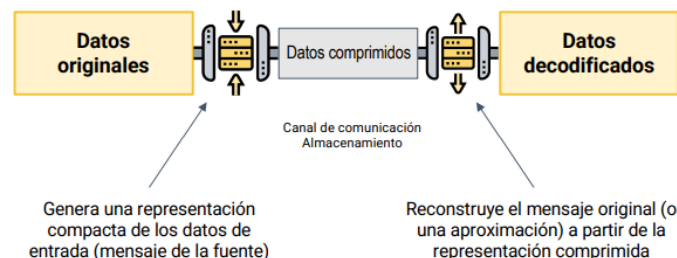 Datos
originales
Datos comprimidos
Datos
decodificados
Canal de comunicación
Almacenamiento
Genera una representación
compacta de los datos de
entrada (mensaje de la fuente)
Reconstruye el mensaje original (o
una aproximación) a partir de la
representación comprimida